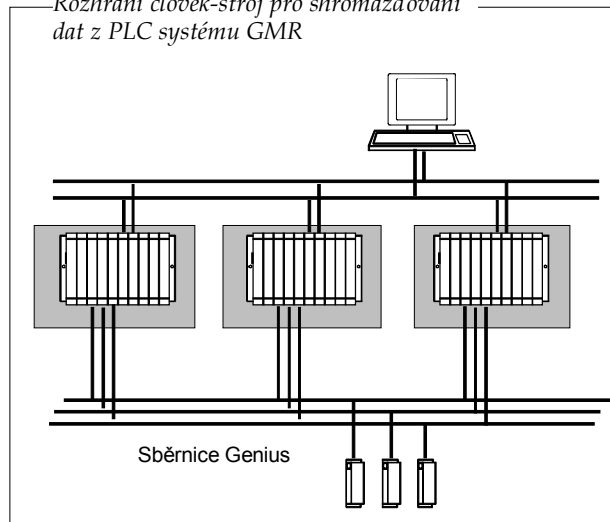 Rozhraní člověk-stroj pro shromažďování
dat z PLC systému GMR
Sběrnice Genius